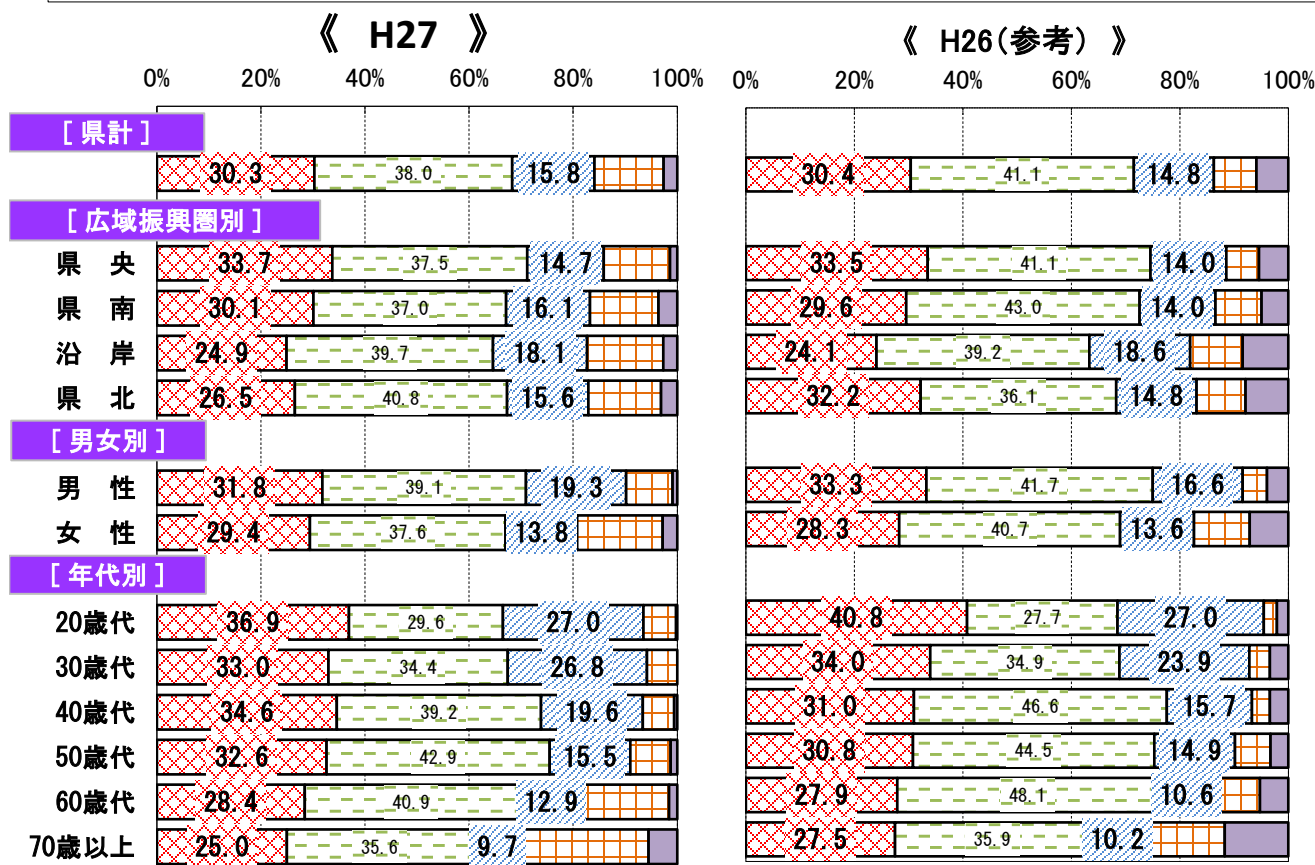 《 H27 》 《 H26(参考) 》
0% 20% 40% 60% 80% 100% 0% 20% 40% 60% 80% 100%
[ 県計 ]
30.3 38.0 15.8 30.4 41.1 14.8
[ 広域振興圏別 ]
県 央 33.7 37.5 14.7 33.5 41.1 14.0
県 南 30.1 37.0 16.1 29.6 43.0 14.0
沿 岸 24.9 39.7 18.1 24.1 39.2 18.6
県 北 26.5 40.8 15.6 32.2 36.1 14.8
[ 男女別 ]
男 性 31.8 39.1 19.3 33.3 41.7 16.6
女 性 29.4 37.6 13.8 28.3 40.7 13.6
[ 年代別 ]
20歳代 36.9 29.6 27.0 40.8 27.7 27.0
30歳代 33.0 34.4 26.8 34.0 34.9 23.9
40歳代 34.6 39.2 19.6 31.0 46.6 15.7
50歳代 32.6 42.9 15.5 30.8 44.5 14.9
60歳代 28.4 40.9 12.9 27.9 48.1 10.6
70歳以上 25.0 35.6 9.7 27.5 35.9 10.2